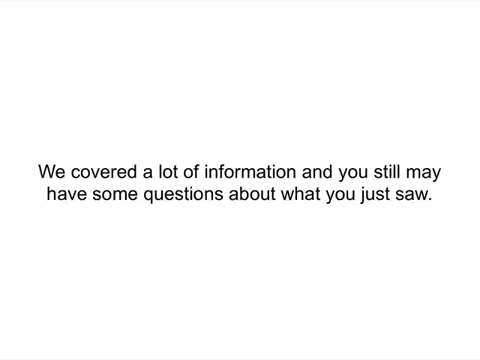 We covered a lot of information and you still may
have some questions about what you just saw.